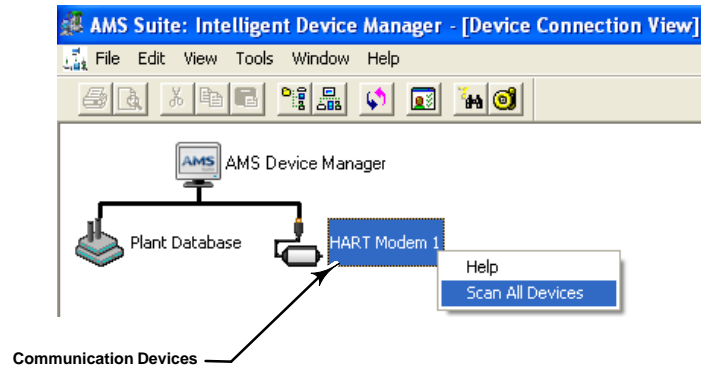 AMS Suite: Intelligent Device Manager - [Device Connection View]
File Edit View Tools Window Help
AMS
AMS Device Manager
Plant Database
HART Modem 1
Help
Scan All Devices
Communication Devices